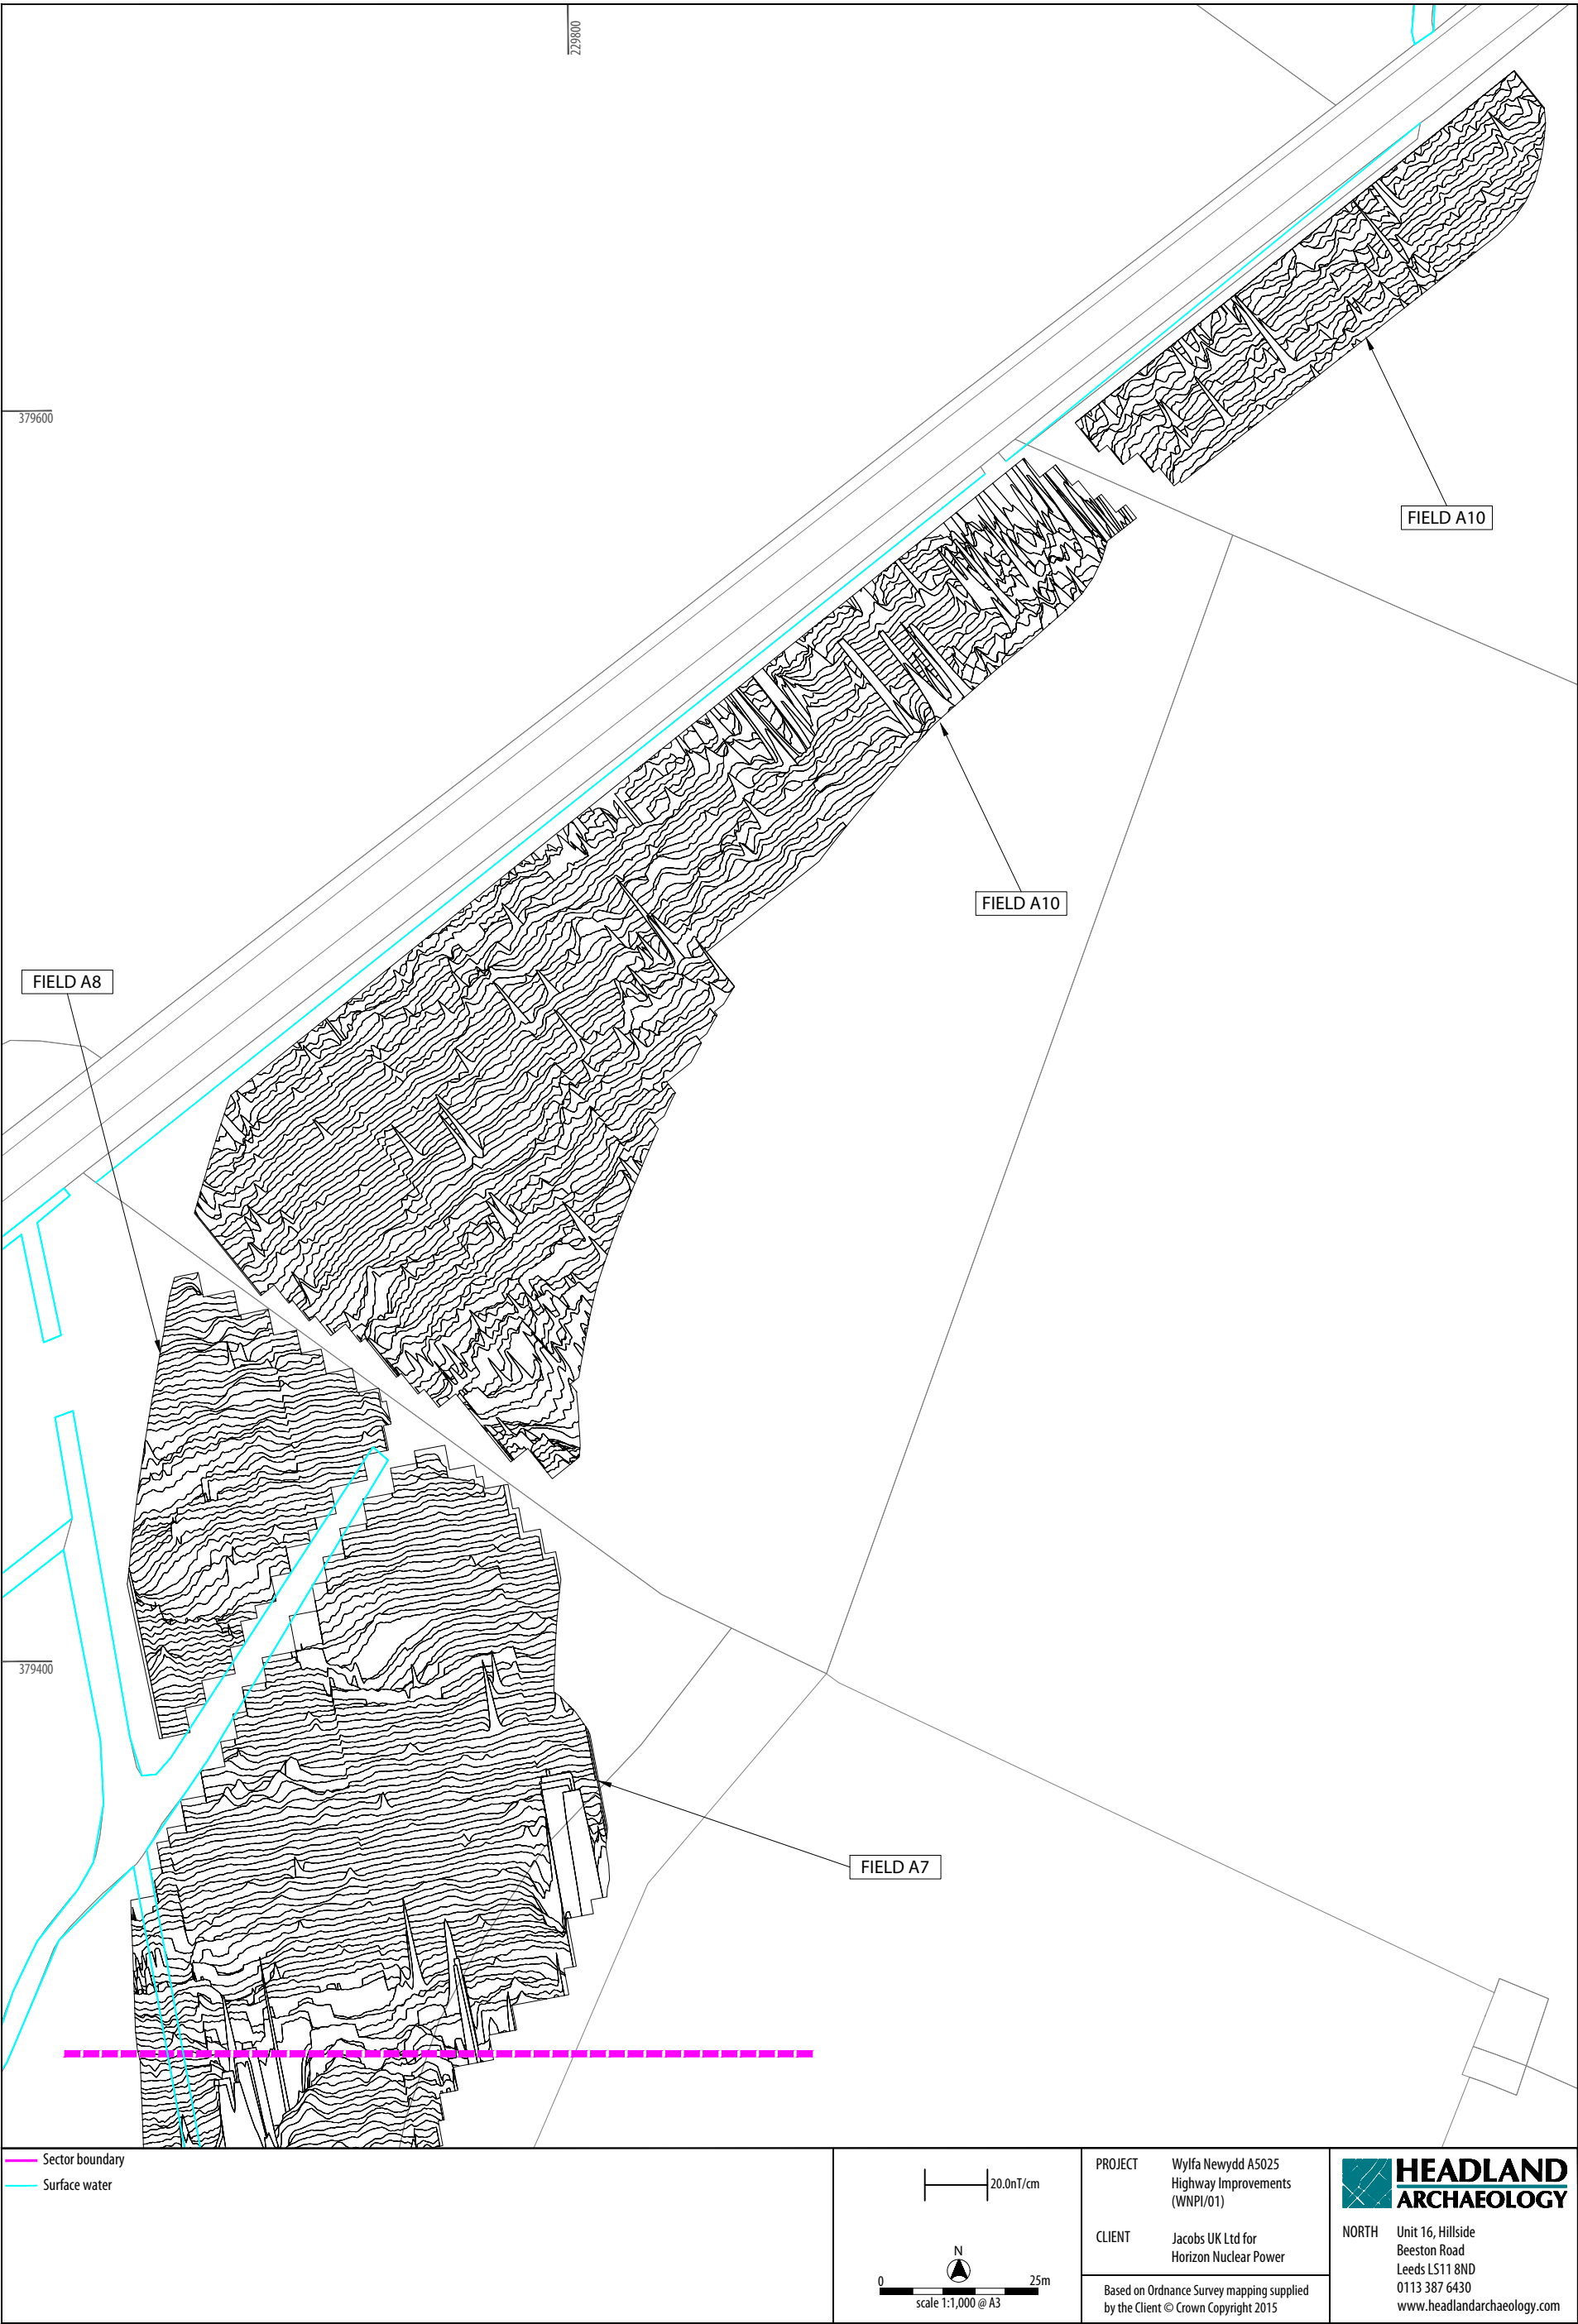 229800
379600
FIELD A10
FIELD A10
FIELD A8
379400
FIELD A7
Sector boundary
Surface water
20.0nT/cm
N
0 25m
scale 1:1,000 @ A3
PROJECT Wylfa Newydd A5025
Highway Improvements
(WNPI/01)
CLIENT Jacobs UK Ltd for
Horizon Nuclear Power
Based on Ordnance Survey mapping supplied
by the Client © Crown Copyright 2015
HEADLAND
ARCHAEOLOGY
NORTH Unit 16, Hillside
Beeston Road
Leeds LS11 8ND
0113 387 6430
www.headlandarchaeology.com